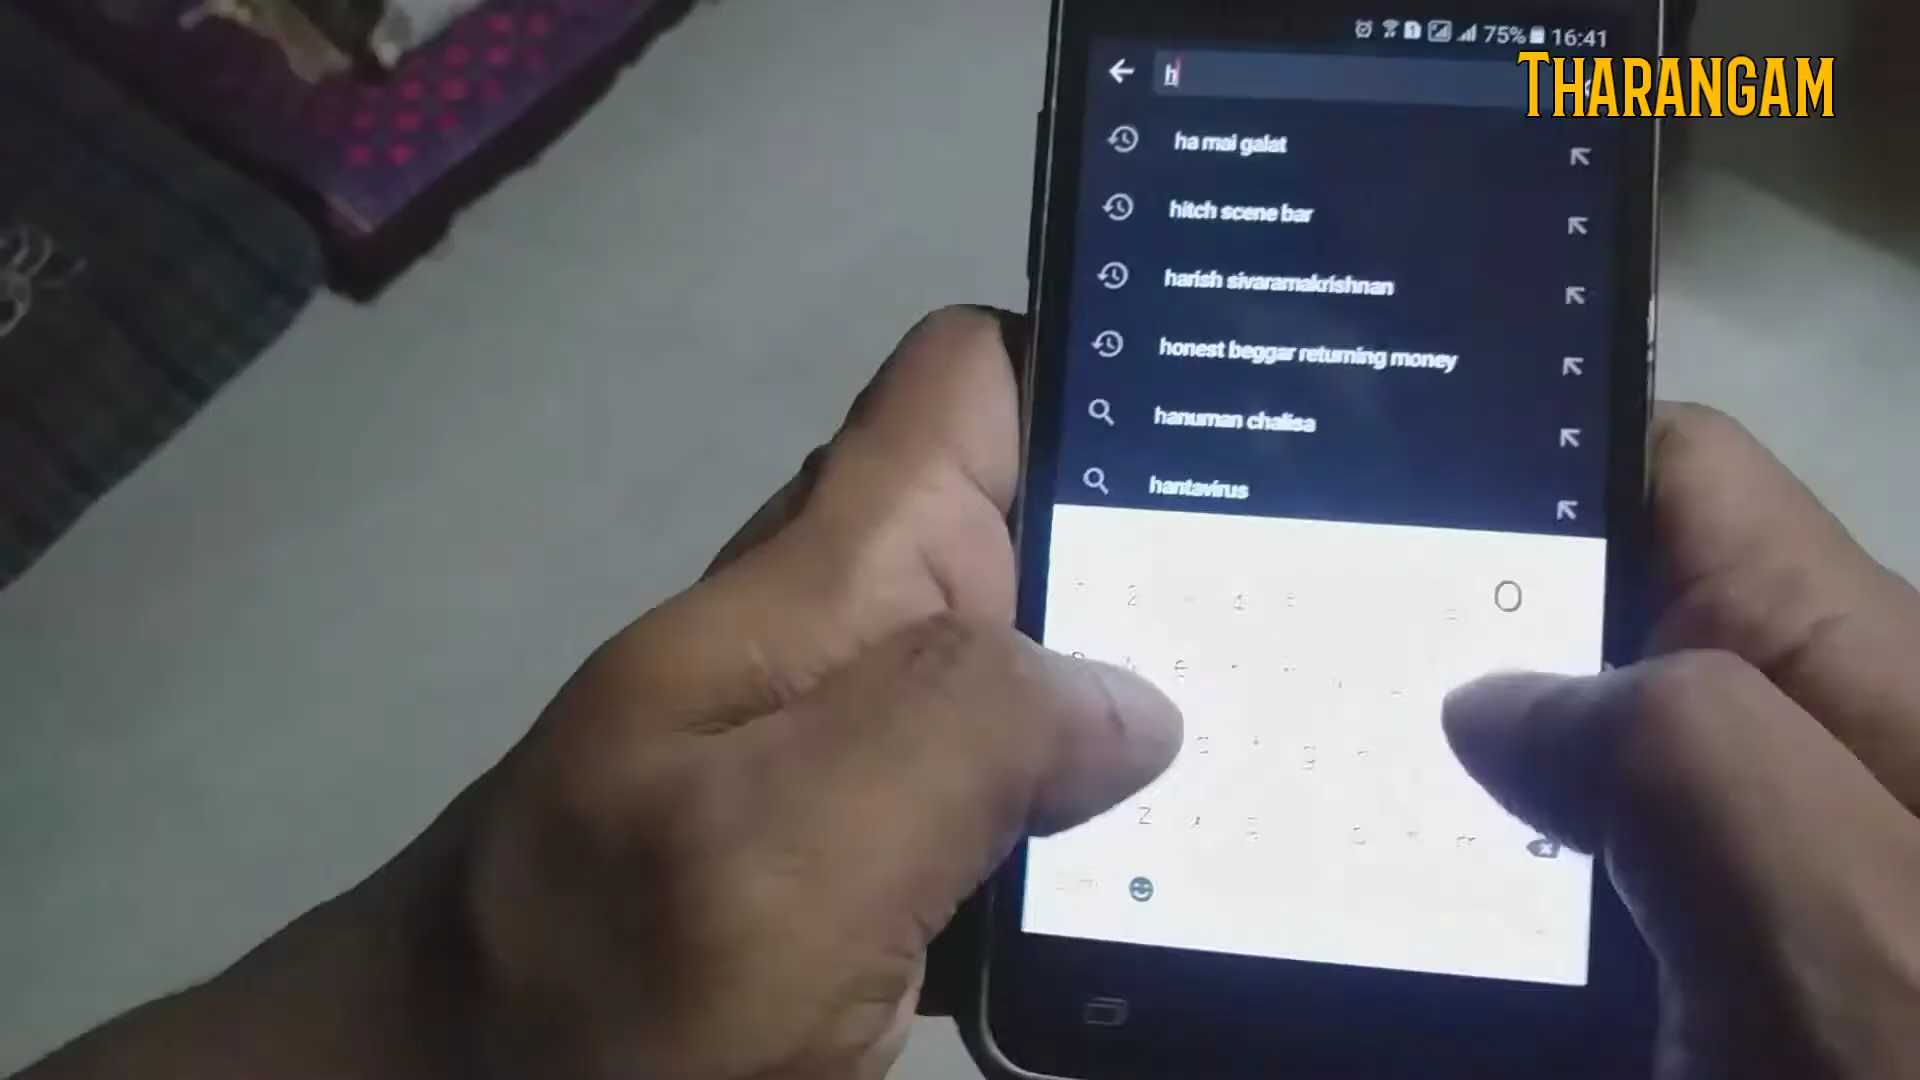 75% 16:41
THARANGAM
h
ha mai galat
hitch scene bar
harish sivaramakrishnan
honest beggar returning money
hanuman chalisa
hantavirus
O
z